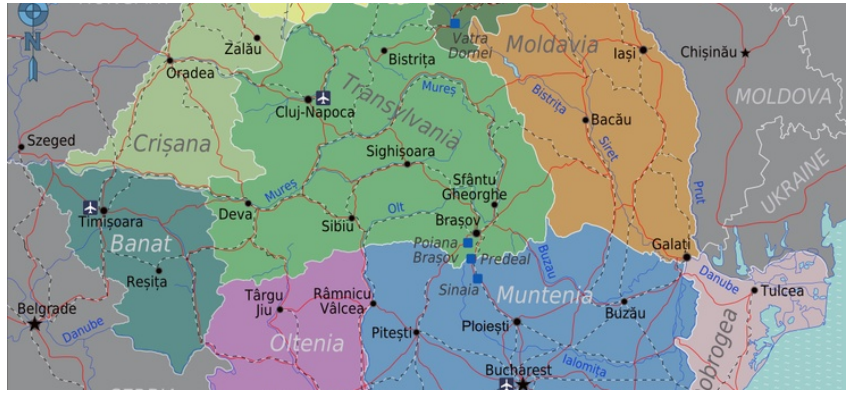 N
Zalău
Oradea
Bistrița
Vatra
Dornei
Moldavia
Iași
Chișinău
MOLDOVA
Cluj-Napoca
Transylvania
Mureș
Bistrița
Bacău
Crișana
Szeged
Sighișoara
Siret
UKRAINE
Prut
Sfântu
Gheorghe
Mureș
Olt
Timișoara
Deva
Sibiu
Brașov
Banat
Poiana
Brașov
Predeal
Buzau
Galați
Reșița
Sinaia
Danube
Tulcea
Târgu
Jiu
Râmnicu
Vâlcea
Muntenia
Buzău
Belgrade
Danube
Oltenia
Pitești
Ploiești
obrogea
Ialomița
Bucharest